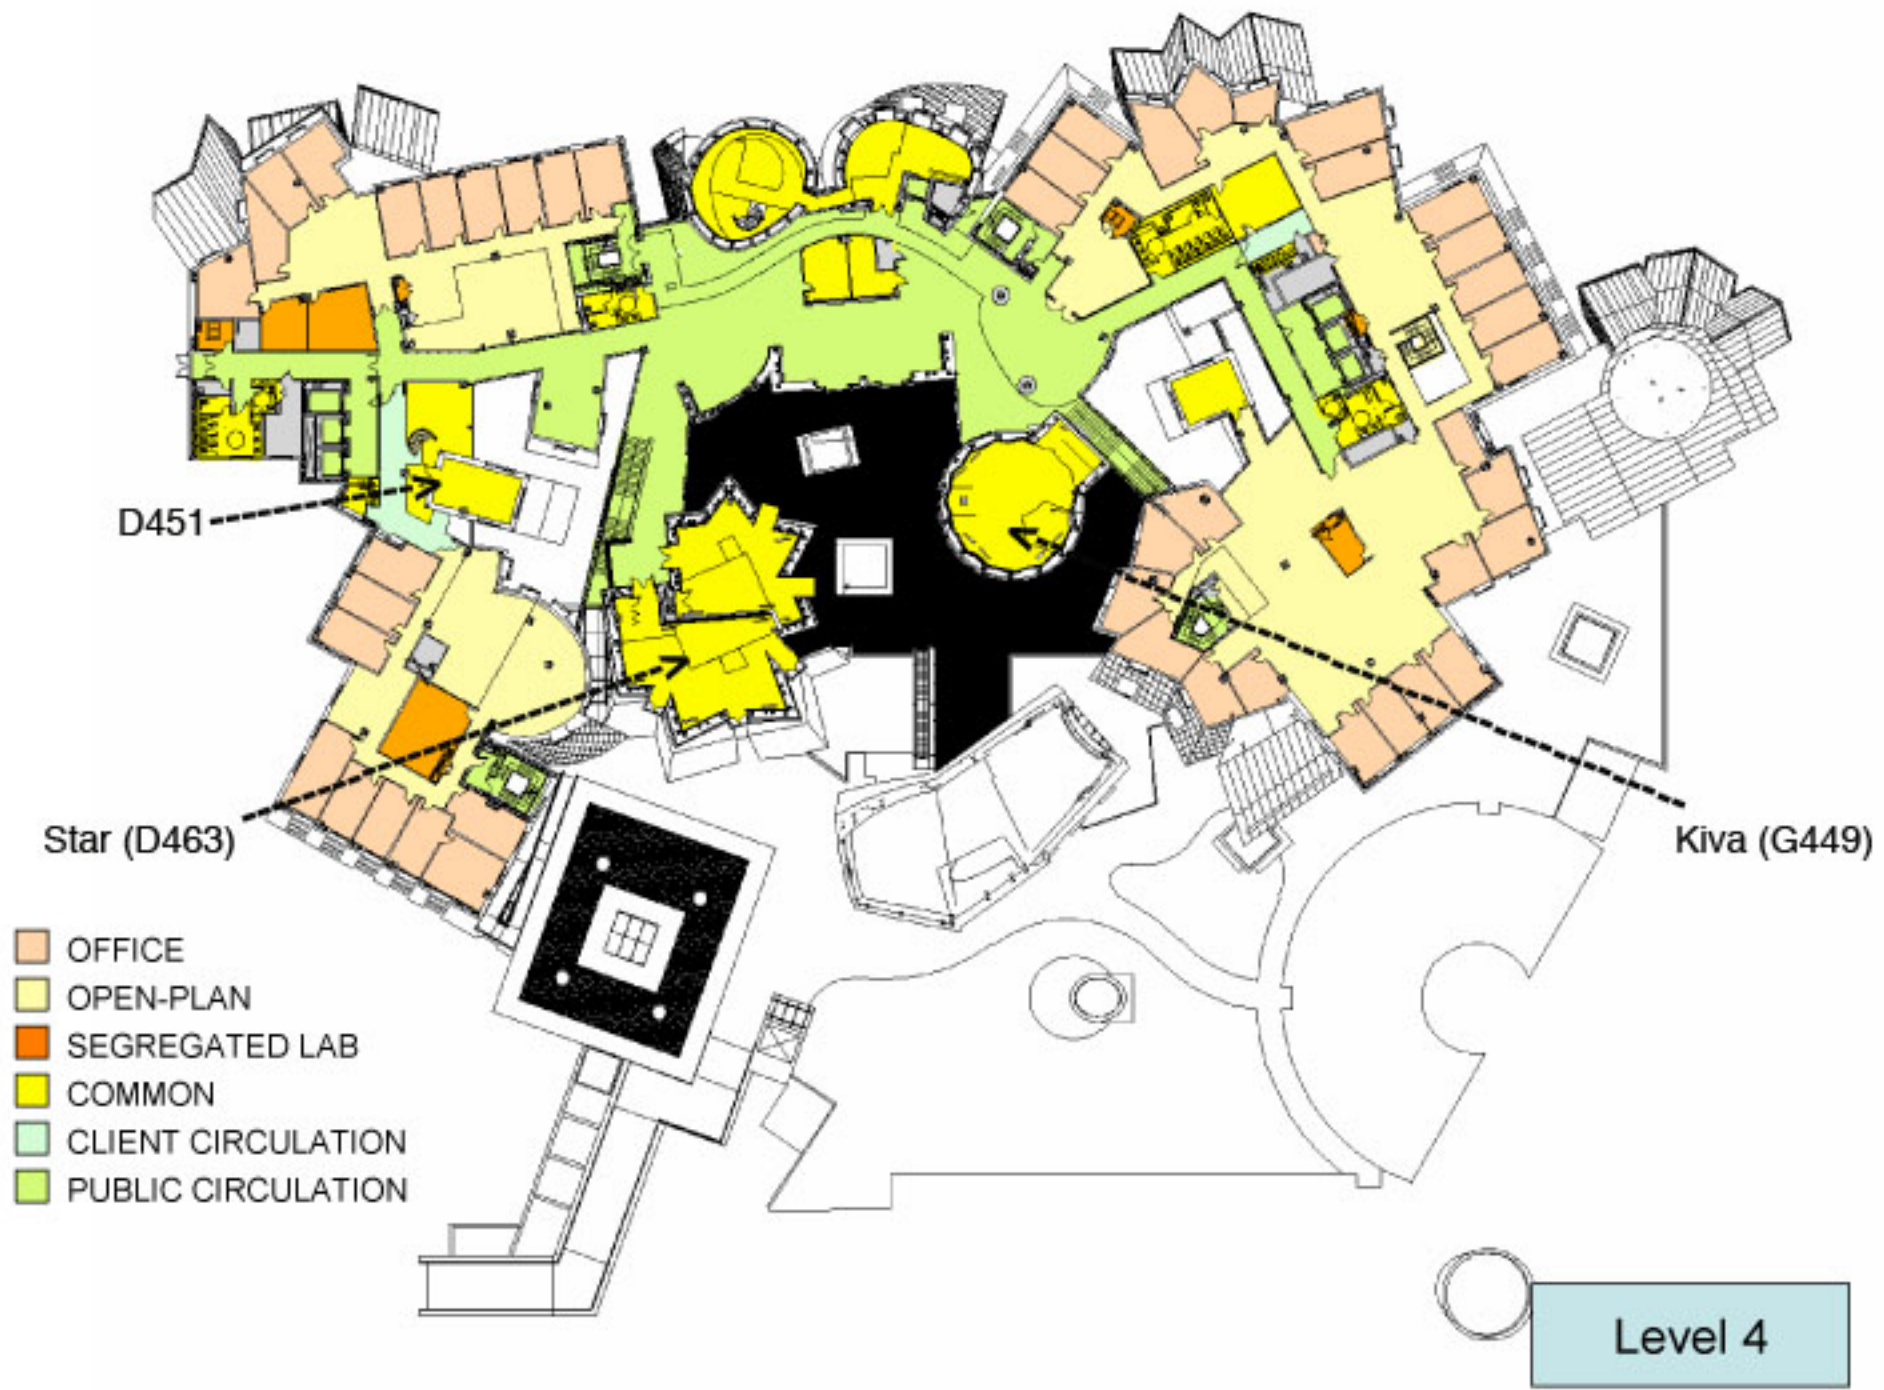 D451
Star (D463)
Kiva (G449)
OFFICE
OPEN-PLAN
SEGREGATED LAB
COMMON
CLIENT CIRCULATION
PUBLIC CIRCULATION
Level 4